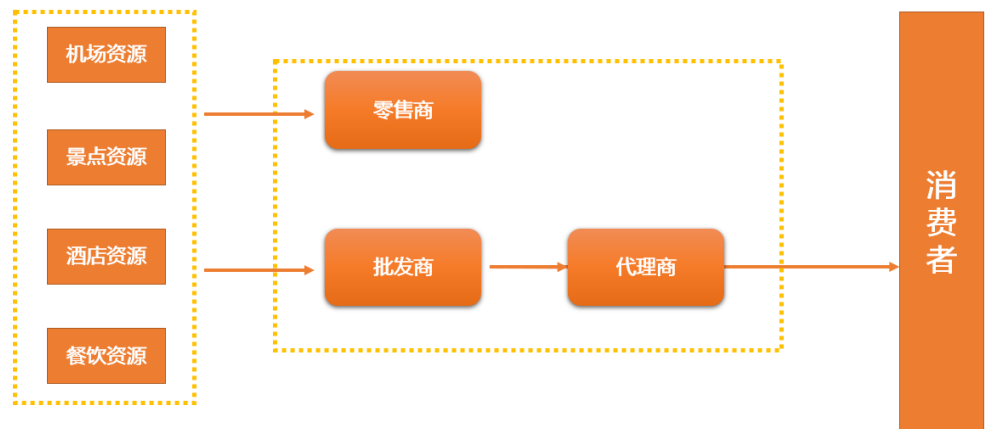 机场资源
景点资源
酒店资源
餐饮资源
零售商
批发商
代理商
消费者